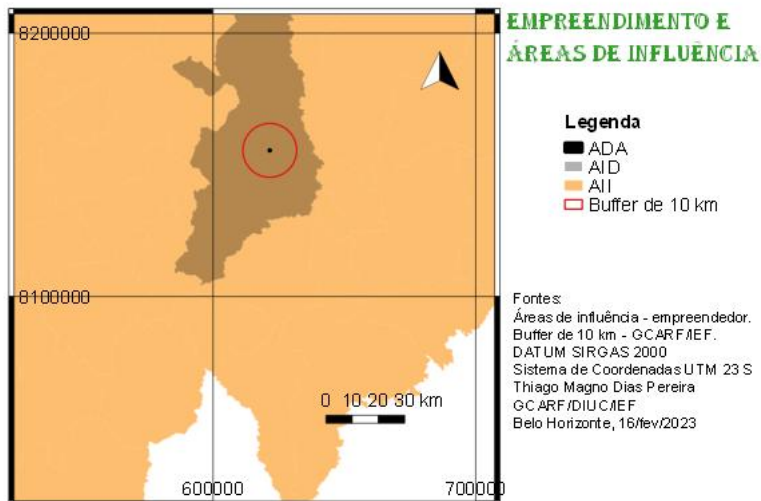 EMPREENDIMENTO E
ÁREAS DE INFLUÊNCIA
8200000
Legenda
ADA
AID
AII
Buffer de 10 km
8100000
Fontes:
Áreas de influência - empreendedor.
Buffer de 10 km - GCARF/IEF.
DATUM SIRGAS 2000
Sistema de Coordenadas UTM 23 S
Thiago Magno Dias Pereira
GCARF/DIUC/IEF
Belo Horizonte, 16/fev/2023
0 10 20 30 km
600000
700000